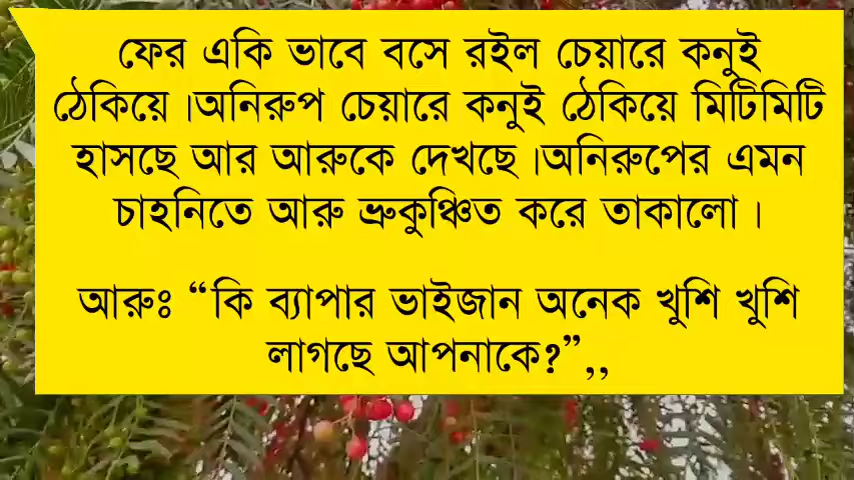 ফের একি ভাবে বসে রইল চেয়ারে কনুই
ঠেকিয়ে।অনিরুপ চেয়ারে কনুই ঠেকিয়ে মিটিমিটি
হাসছে আর আরুকে দেখছে।অনিরুপের এমন
চাহনিতে আরু ভ্রুকুঞ্চিত করে তাকালো।
আরুঃ “কি ব্যাপার ভাইজান অনেক খুশি খুশি
লাগছে আপনাকে?”,,